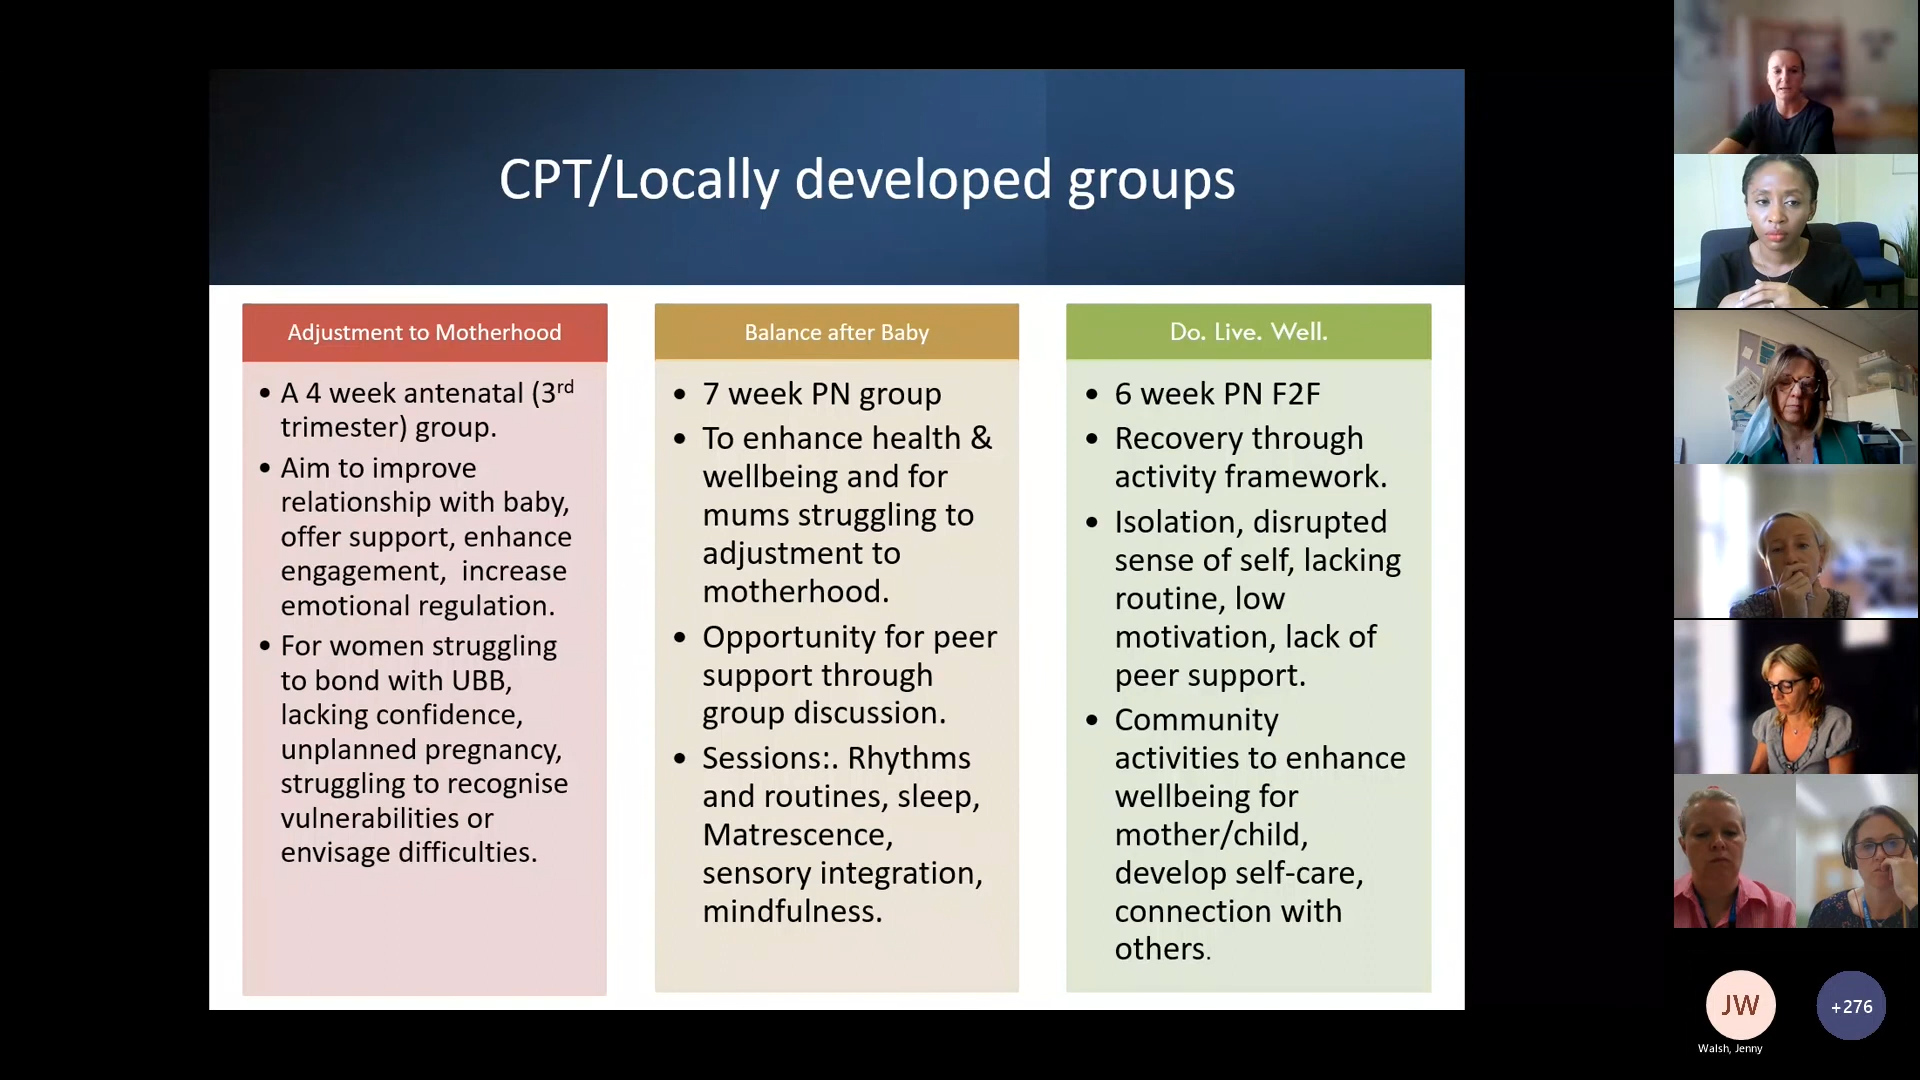 CPT/Locally developed groups
Adjustment to Motherhood
• A 4 week antenatal (3rd
trimester) group.
• Aim to improve
relationship with baby,
offer support, enhance
engagement,  increase
emotional regulation.
• For women struggling
to bond with UBB,
lacking confidence,
unplanned pregnancy,
struggling to recognise
vulnerabilities or
envisage difficulties.
Balance after Baby
• 7 week PN group
• To enhance health &
wellbeing and for
mums struggling to
adjustment to
motherhood.
• Opportunity for peer
support through
group discussion.
• Sessions:. Rhythms
and routines, sleep,
Matrescence,
sensory integration,
mindfulness.
Do. Live. Well.
• 6 week PN F2F
• Recovery through
activity framework.
• Isolation, disrupted
sense of self, lacking
routine, low
motivation, lack of
peer support.
• Community
activities to enhance
wellbeing for
mother/child,
develop self-care,
connection with
others.
JW
+276
Walsh, Jenny